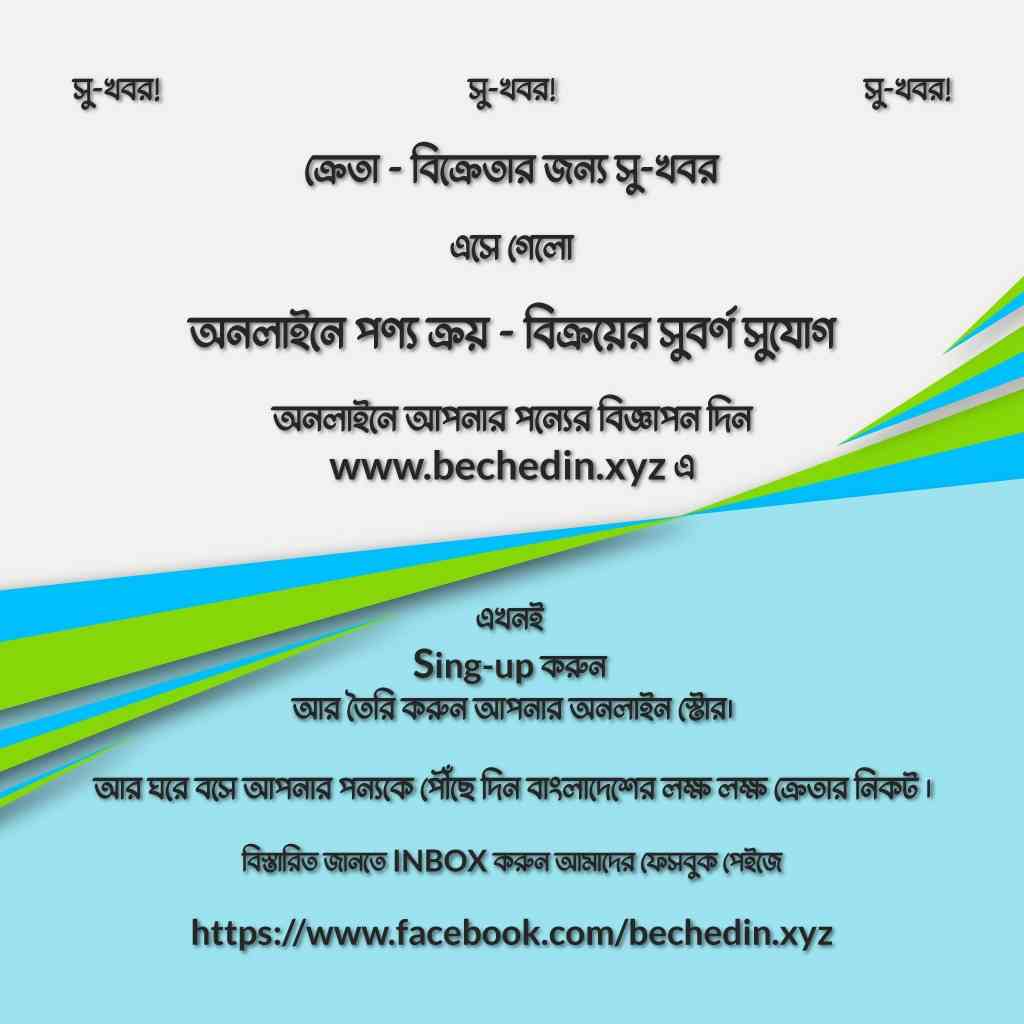 সু-খবর! সু-খবর! সু-খবর!
ক্রেতা - বিক্রেতার জন্য সু-খবর
এসে গেলো
অনলাইনে পণ্য ক্রয় - বিক্রয়ের সুবর্ণ সুযোগ
অনলাইনে আপনার পন্যের বিজ্ঞাপন দিন
www.bechedin.xyz এ
এখনই
Sing-up করুন
আর তৈরি করুন আপনার অনলাইন স্টোর।
আর ঘরে বসে আপনার পন্যকে পৌঁছে দিন বাংলাদেশের লক্ষ লক্ষ ক্রেতার নিকট ।
বিস্তারিত জানতে INBOX করুন আমাদের ফেসবুক পেইজে
https://www.facebook.com/bechedin.xyz